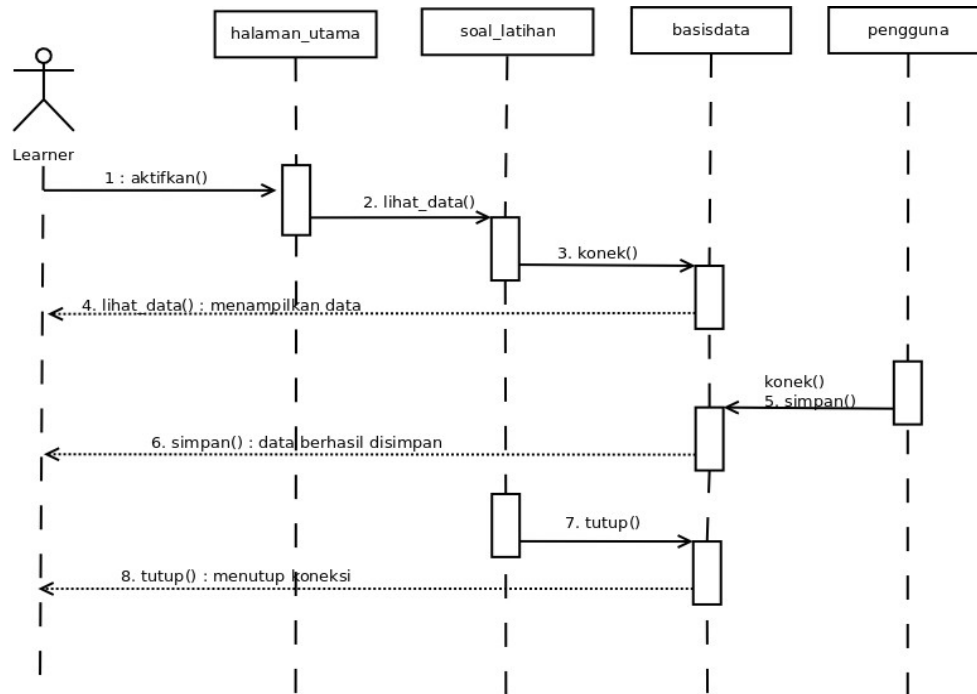 halaman_utama
soal_latihan
basisdata
pengguna
Learner
1 : aktifkan()
2. lihat_data()
3. konek()
4. lihat_data() : menampilkan data
konek()
5. simpan()
6. simpan() : data berhasil disimpan
7. tutup()
8. tutup() : menutup koneksi